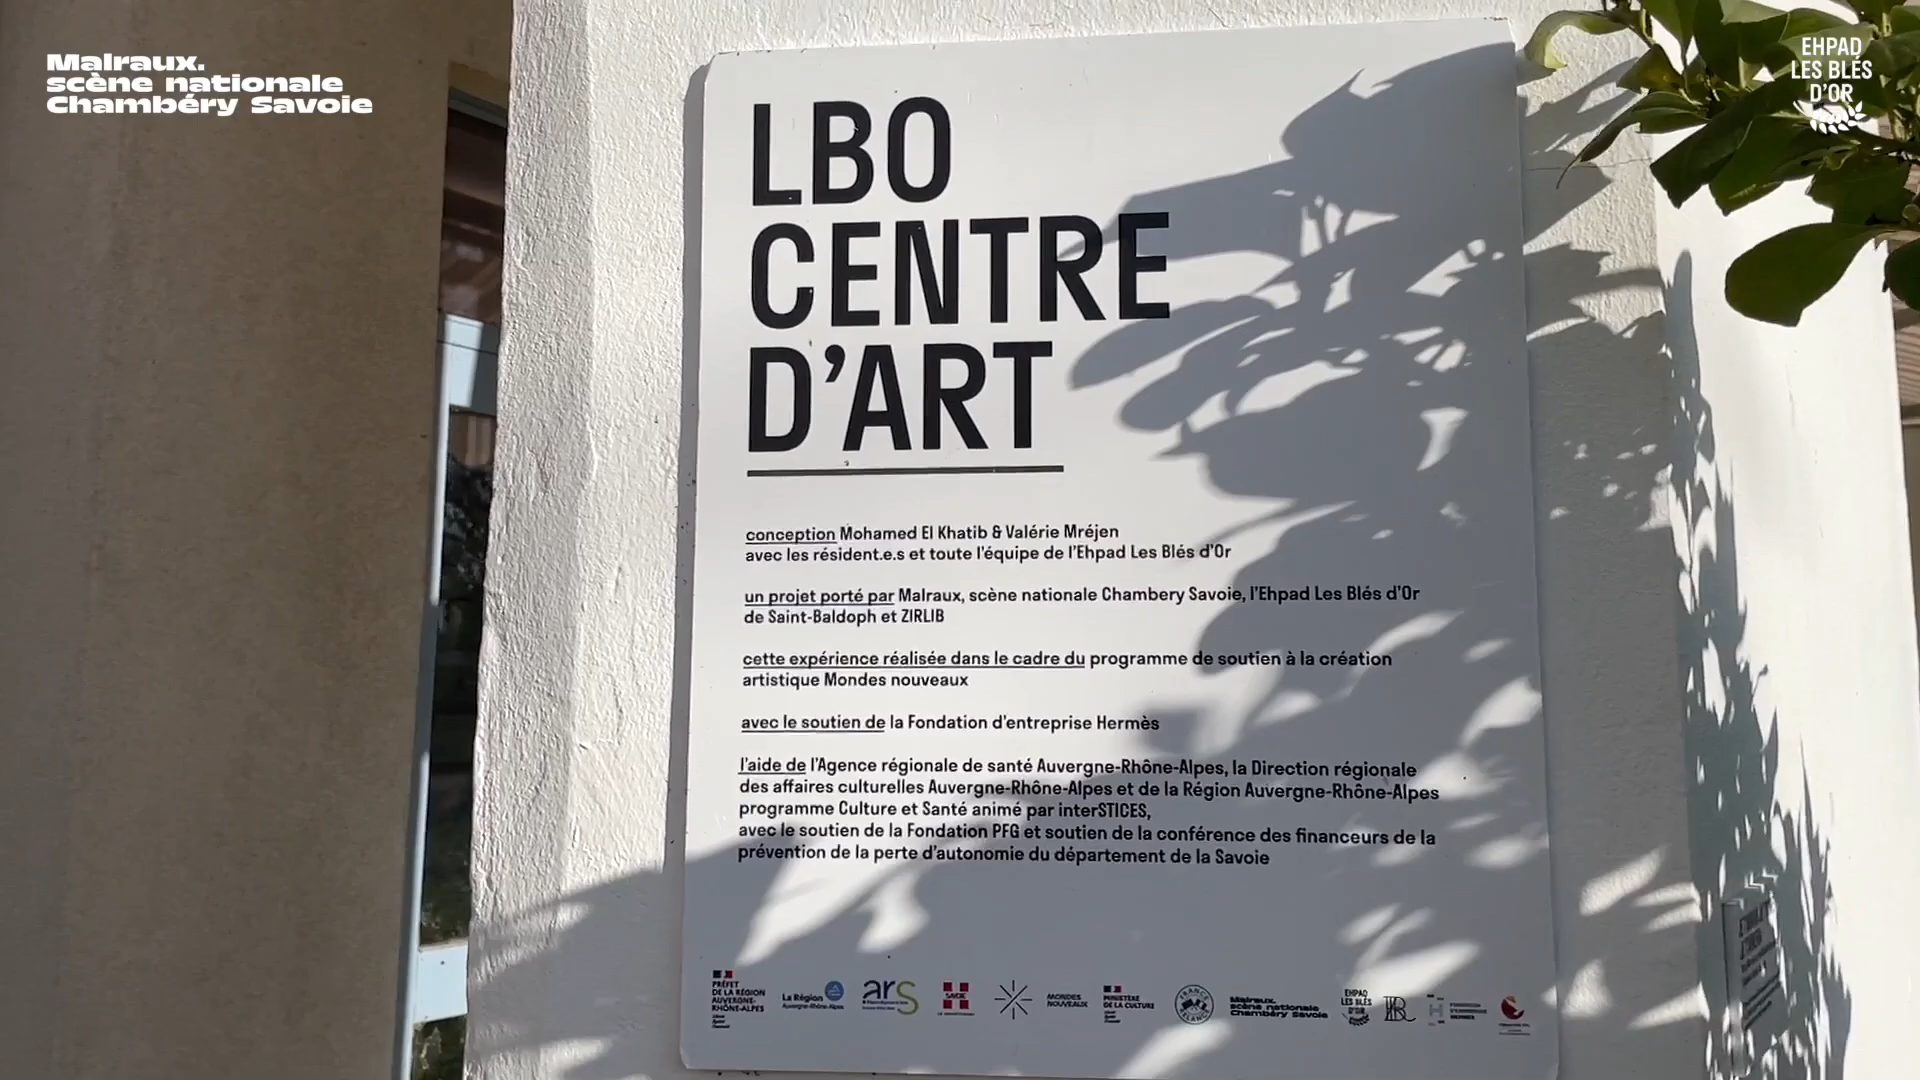 Malraux.
scène nationale
Chambéry Savoie
EHPAD
LES BLÉS
D'OR
LBO
CENTRE
D'ART
conception Mohamed El Khatib & Valérie Mréjen
avec les résident.e.s et toute l'équipe de l'Ehpad Les Blés d'Or
un projet porté par Malraux, scène nationale Chambery Savoie, l'Ehpad Les Blés d'Or
de Saint-Baldoph et ZIRLIB
cette expérience réalisée dans le cadre du programme de soutien à la création
artistique Mondes nouveaux
avec le soutien de la Fondation d'entreprise Hermès
l'aide de l'Agence régionale de santé Auvergne-Rhône-Alpes, la Direction régionale
des affaires culturelles Auvergne-Rhône-Alpes et de la Région Auvergne-Rhône-Alpes
programme Culture et Santé animé par interSTICES,
avec le soutien de la Fondation PFG et soutien de la conférence des financeurs de la
prévention de la perte d'autonomie du département de la Savoie
PRÉFET
DE LA RÉGION
AUVERGNE-
RHÔNE-ALPES
La Région
Auvergne-Rhône-Alpes
ars
SAVOIE
MONDES
NOUVEAUX
MINISTÈRE
DE LA CULTURE
FRANCE
RELANCE
Malraux.
scène nationale
Chambéry Savoie
EHPAD
LES BLÉS
D'OR